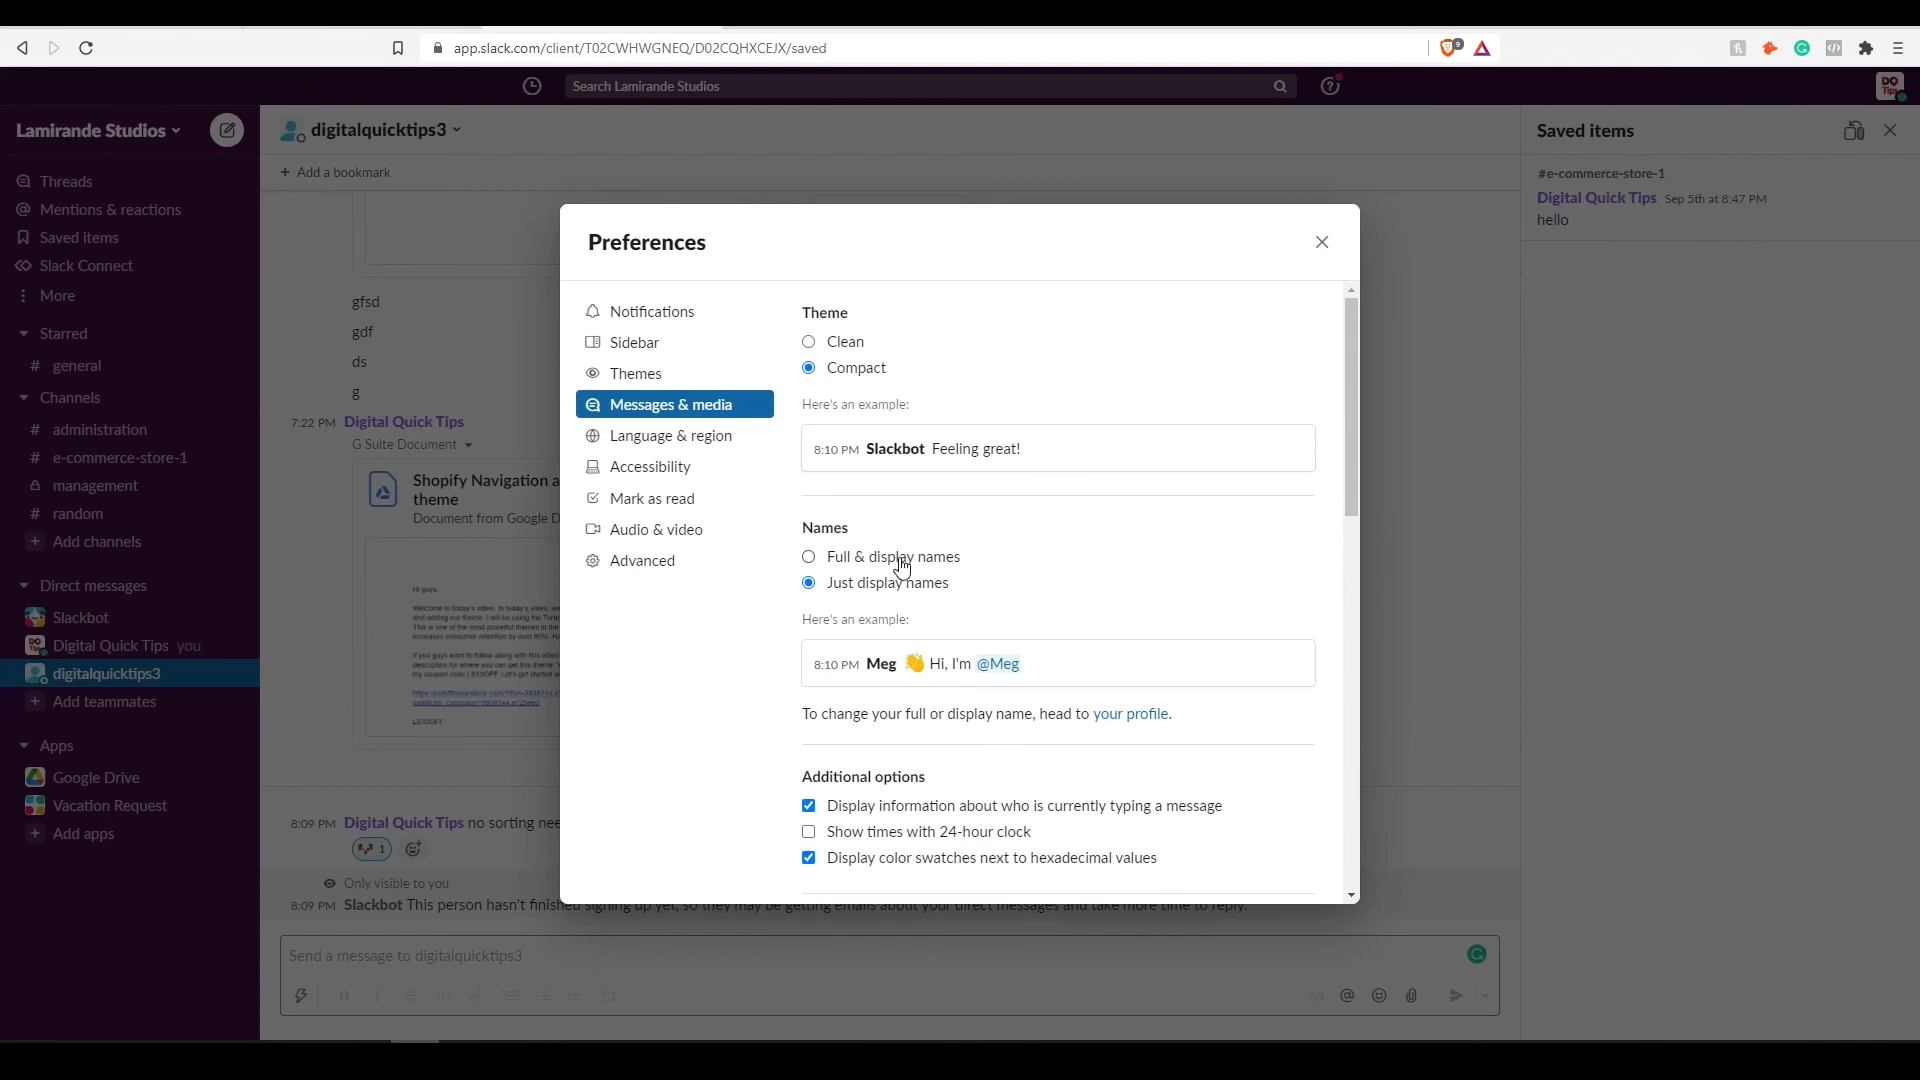 app.slack.com/client/T02CWHWGNEQ/D02CQHXCEJX/saved
9
Search Lamirande Studios
Lamirande Studios
digitalquicktips3
Add a bookmark
Saved items
#e-commerce-store-1
Digital Quick Tips Sep 5th at 8:47 PM
hello
Threads
Mentions & reactions
Saved items
Slack Connect
More
Starred
# general
Channels
# administration
# e-commerce-store-1
management
# random
+ Add channels
Direct messages
Slackbot
Digital Quick Tips you
digitalquicktips3
+ Add teammates
Apps
Google Drive
Vacation Request
+ Add apps
gfsd
gdf
ds
g
7:22 PM Digital Quick Tips
G Suite Document
Shopify Navigation a
theme
Document from Google D
Hi guys,
8:09 PM Digital Quick Tips no sorting nee
1
Only visible to you
8:09 PM Slackbot This person hasn't finished signing up yet, so they may be getting emails about your direct messages and take more time to reply.
Send a message to digitalquicktips3
Preferences
Notifications
Sidebar
Themes
Messages & media
Language & region
Accessibility
Mark as read
Audio & video
Advanced
Theme
Clean
Compact
Here's an example:
8:10 PM Slackbot Feeling great!
Names
Full & display names
Just display names
Here's an example:
8:10 PM Meg 👋 Hi, I'm @Meg
To change your full or display name, head to your profile.
Additional options
Display information about who is currently typing a message
Show times with 24-hour clock
Display color swatches next to hexadecimal values